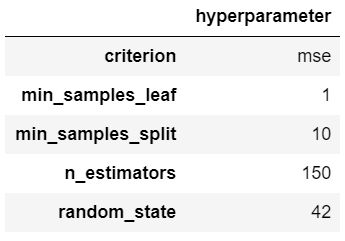 hyperparameter
criterion mse
min_samples_leaf 1
min_samples_split 10
n_estimators 150
random_state 42